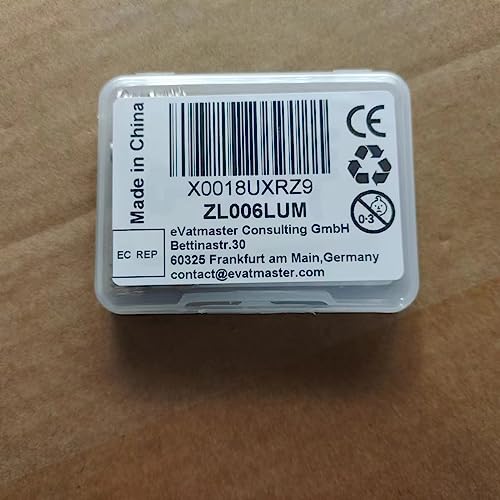 Made in China
X0018UXRZ9
ZL006LUM
eVatmaster Consulting GmbH
Bettinastr.30
60325 Frankfurt am Main,Germany
contact@evatmaster.com
EC REP
CE
0-3